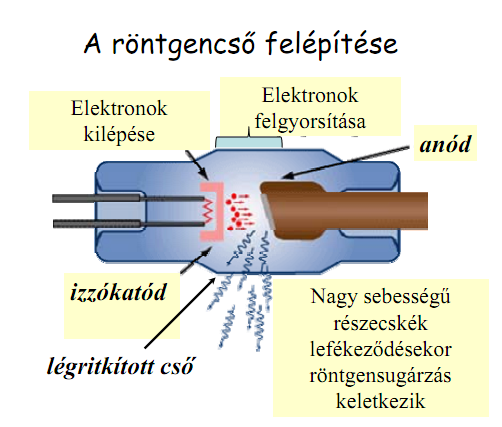 A röntgencső felépítése
Elektronok
kilépése
Elektronok
felgyorsítása
anód
izzókatód
légritkított cső
Nagy sebességű
részecskék
lefékeződésekor
röntgensugárzás
keletkezik